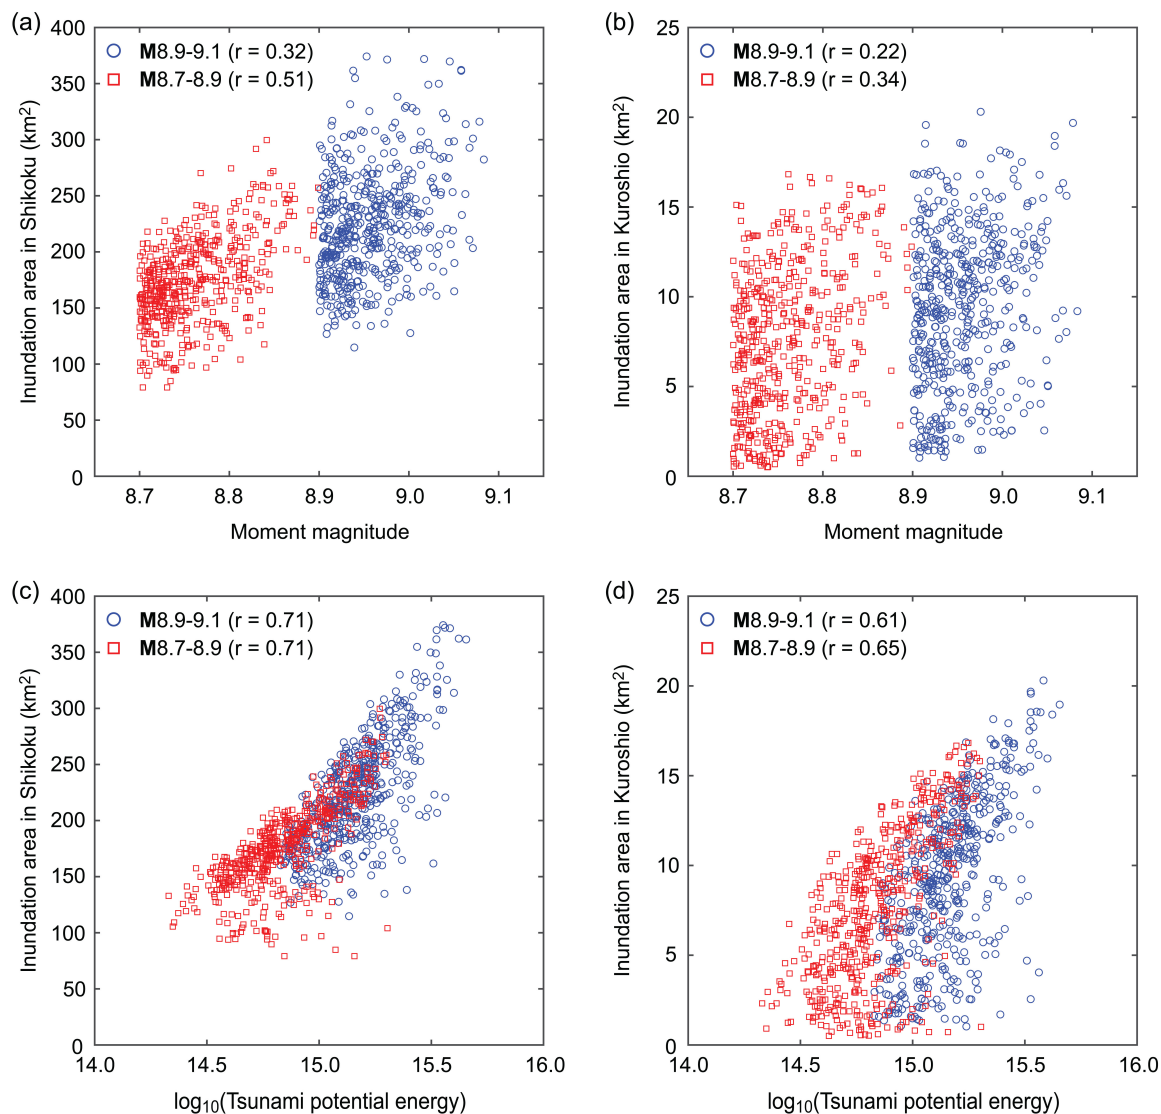 (a)
400
350
300
250
200
150
100
50
0
Inundation area in Shikoku (km²)
M8.9-9.1 (r = 0.32)
M8.7-8.9 (r = 0.51)
8.7 8.8 8.9 9.0 9.1
Moment magnitude
(b)
25
20
15
10
5
0
Inundation area in Kuroshio (km²)
M8.9-9.1 (r = 0.22)
M8.7-8.9 (r = 0.34)
8.7 8.8 8.9 9.0 9.1
Moment magnitude
(c)
400
350
300
250
200
150
100
50
0
Inundation area in Shikoku (km²)
M8.9-9.1 (r = 0.71)
M8.7-8.9 (r = 0.71)
14.0 14.5 15.0 15.5 16.0
log₁₀(Tsunami potential energy)
(d)
25
20
15
10
5
0
Inundation area in Kuroshio (km²)
M8.9-9.1 (r = 0.61)
M8.7-8.9 (r = 0.65)
14.0 14.5 15.0 15.5 16.0
log₁₀(Tsunami potential energy)